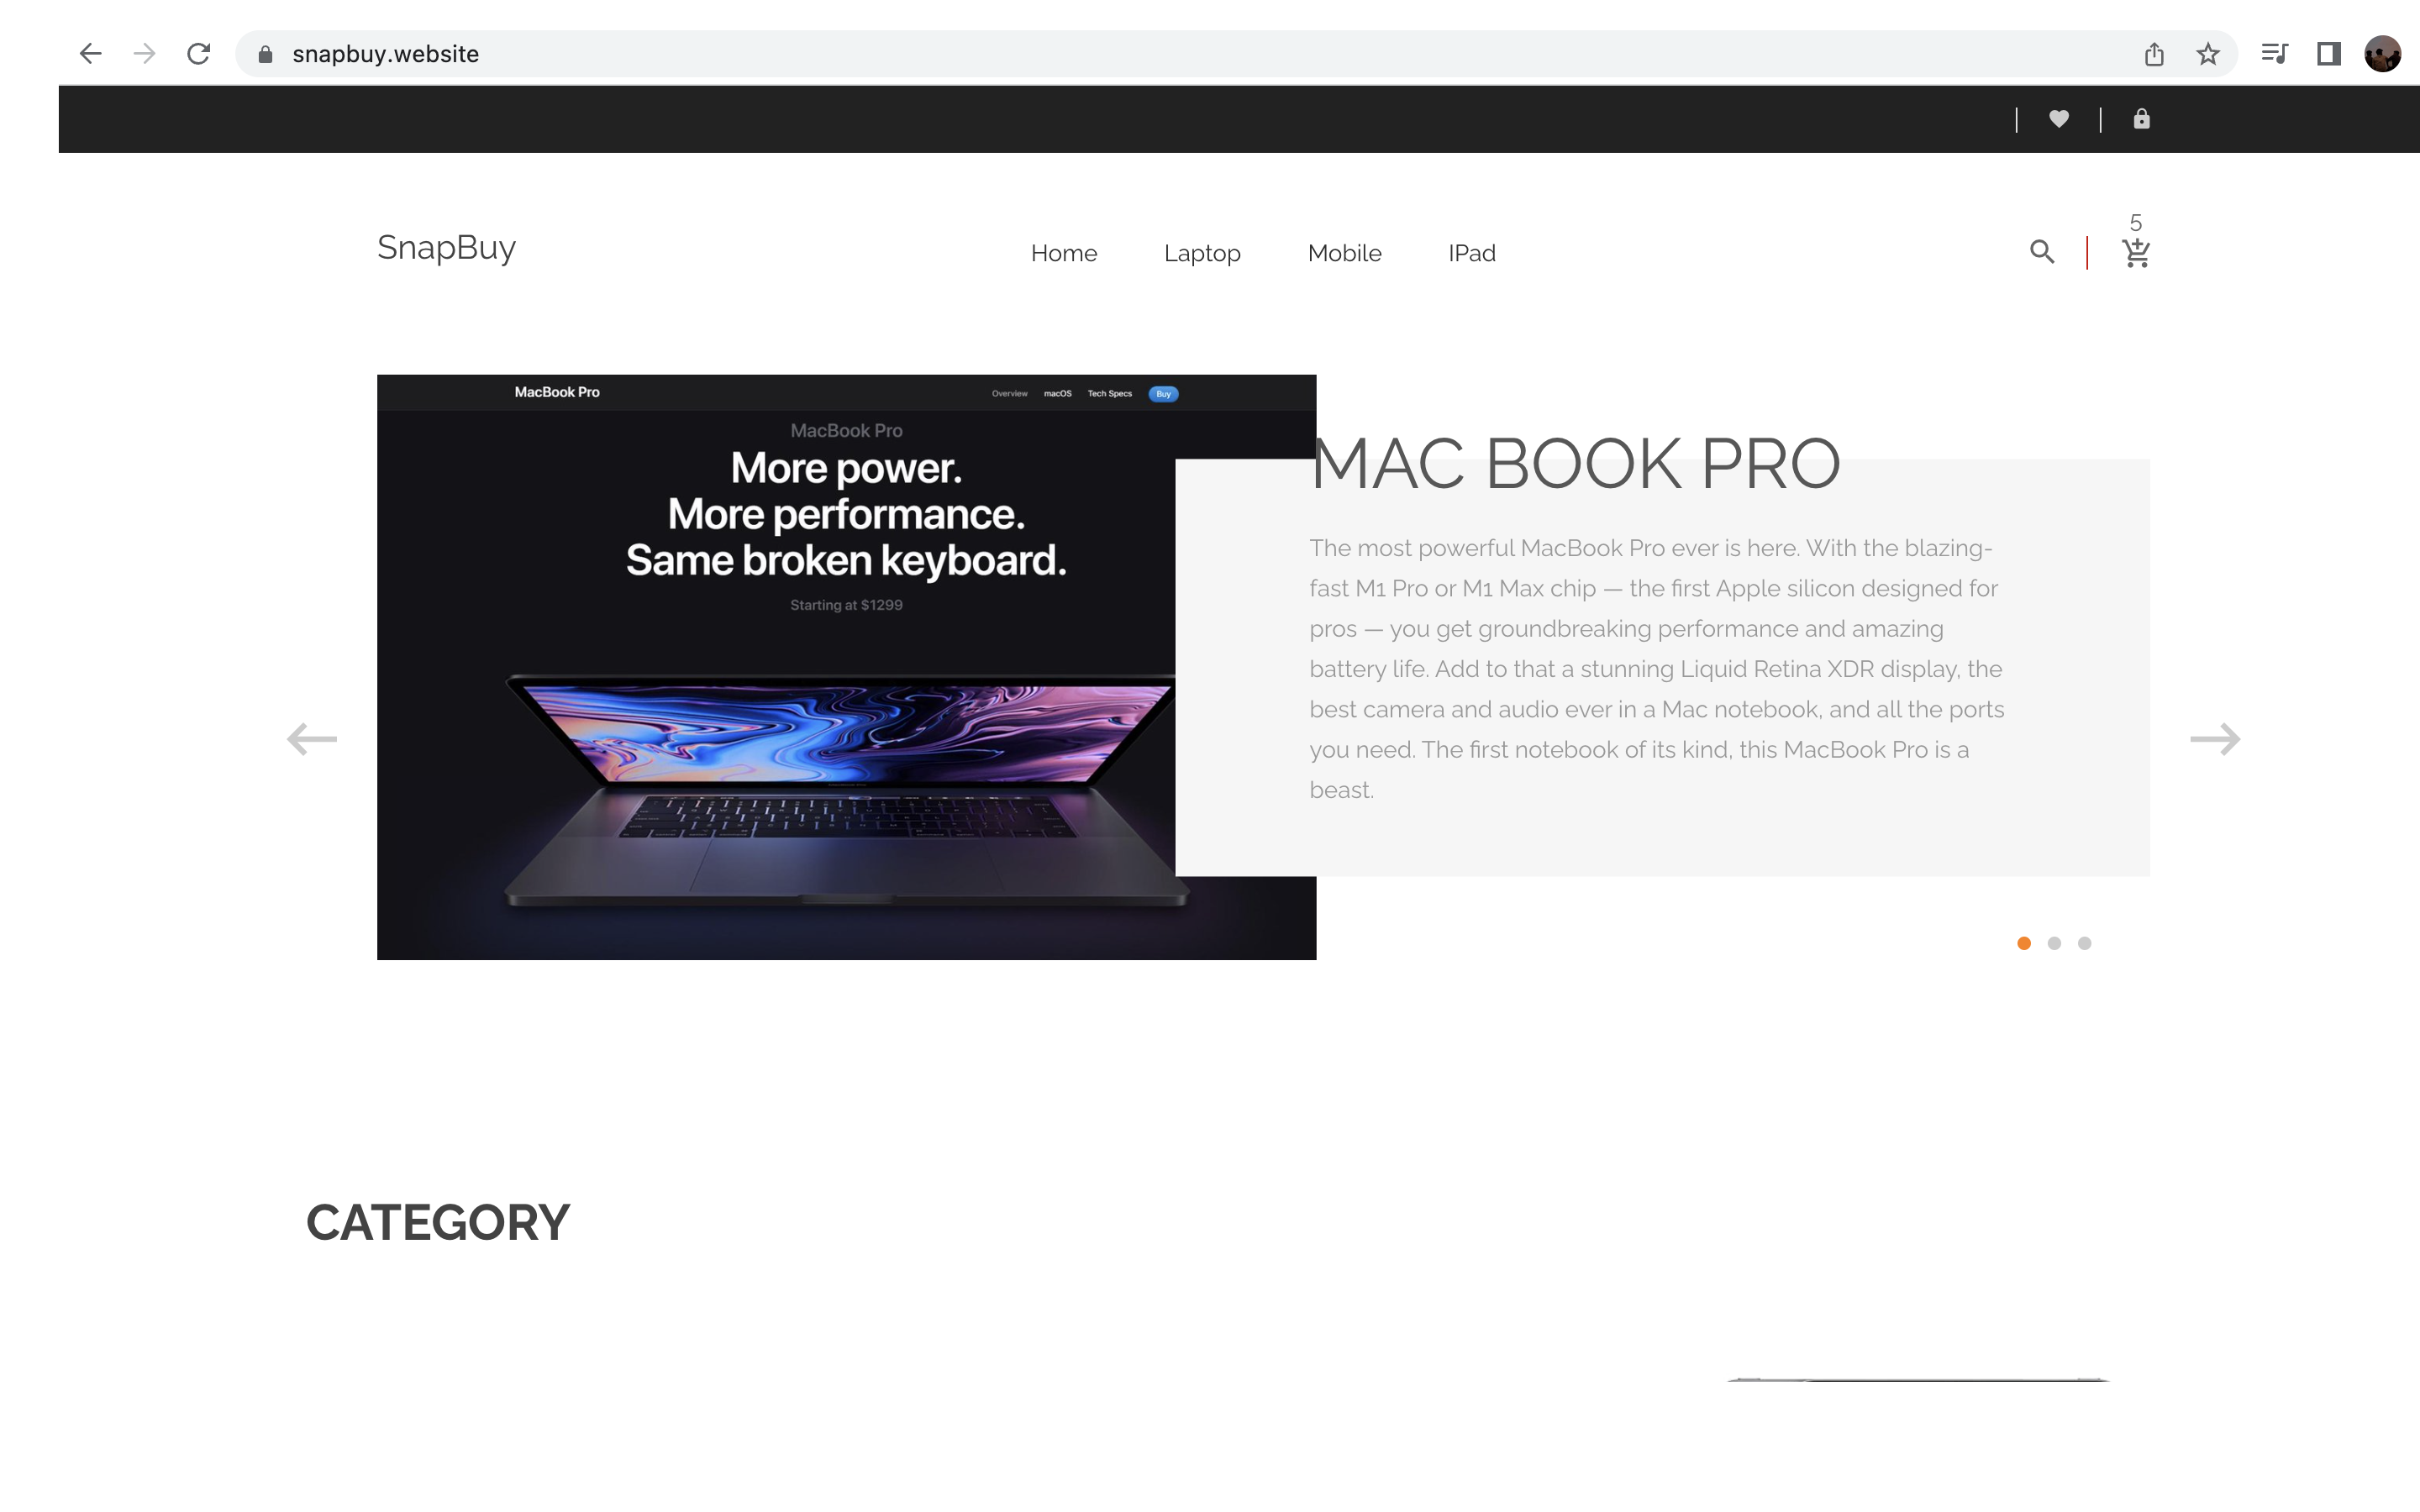 snapbuy.website
5
SnapBuy
Home Laptop Mobile IPad
MacBook Pro Overview macOS Tech Specs Buy
MacBook Pro
More power.
More performance.
Same broken keyboard.
Starting at $1299
MAC BOOK PRO
The most powerful MacBook Pro ever is here. With the blazing-
fast M1 Pro or M1 Max chip — the first Apple silicon designed for
pros — you get groundbreaking performance and amazing
battery life. Add to that a stunning Liquid Retina XDR display, the
best camera and audio ever in a Mac notebook, and all the ports
you need. The first notebook of its kind, this MacBook Pro is a
beast.
CATEGORY